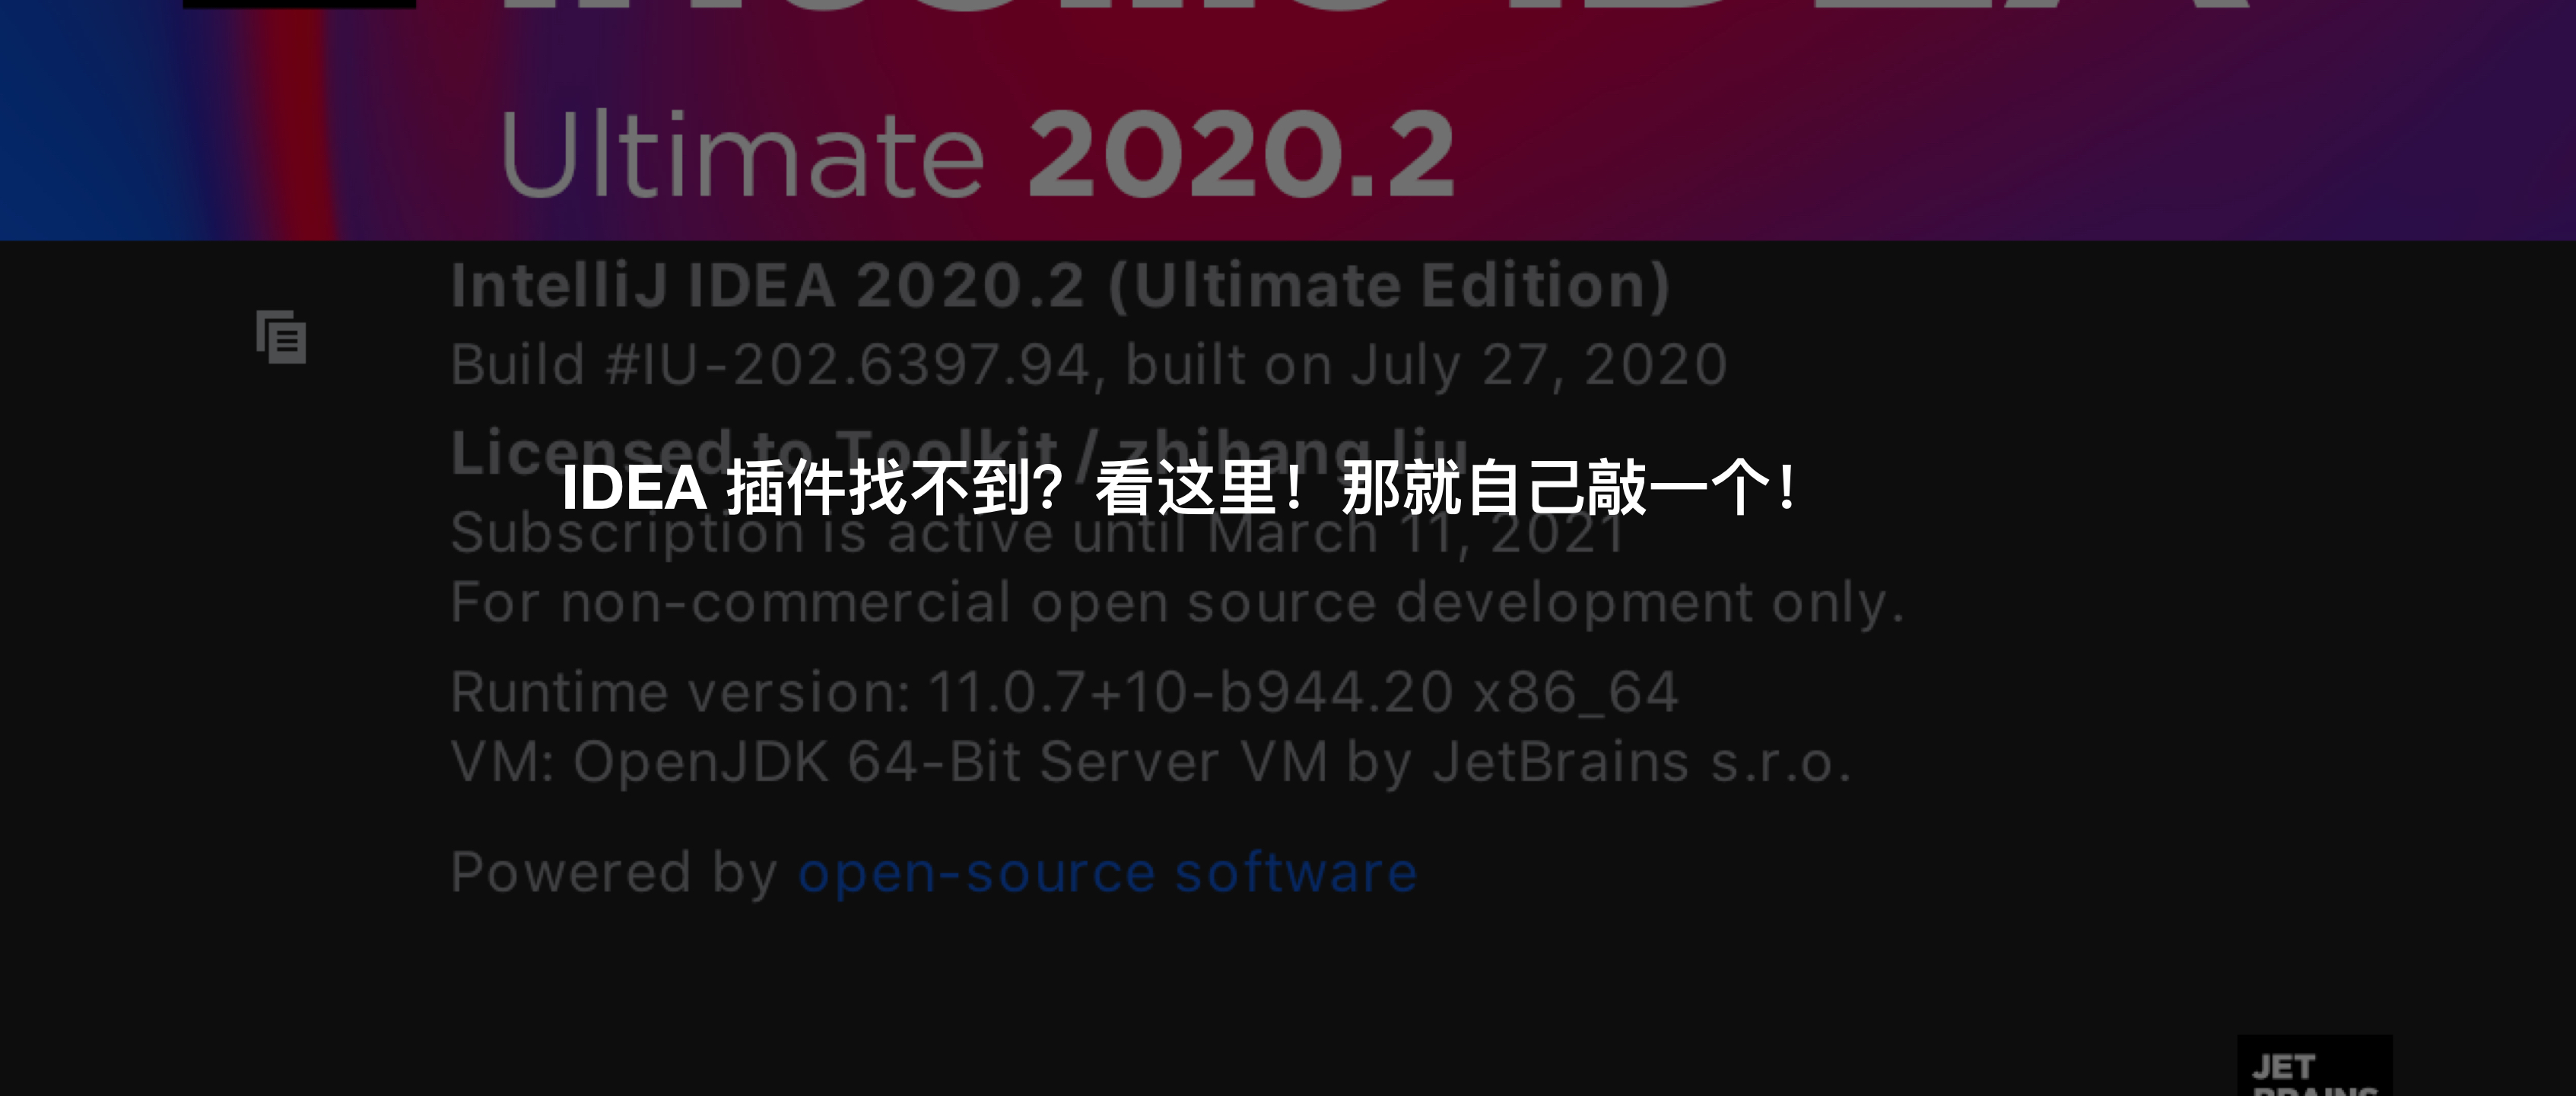 Ultimate 2020.2
IntelliJ IDEA 2020.2 (Ultimate Edition)
Build #IU-202.6397.94, built on July 27, 2020
Licensed to Toolkit / zhihang liu
IDEA 插件找不到？看这里！那就自己敲一个！
Subscription is active until March 11, 2021
For non-commercial open source development only.
Runtime version: 11.0.7+10-b944.20 x86_64
VM: OpenJDK 64-Bit Server VM by JetBrains s.r.o.
Powered by open-source software
JET
BRAINS